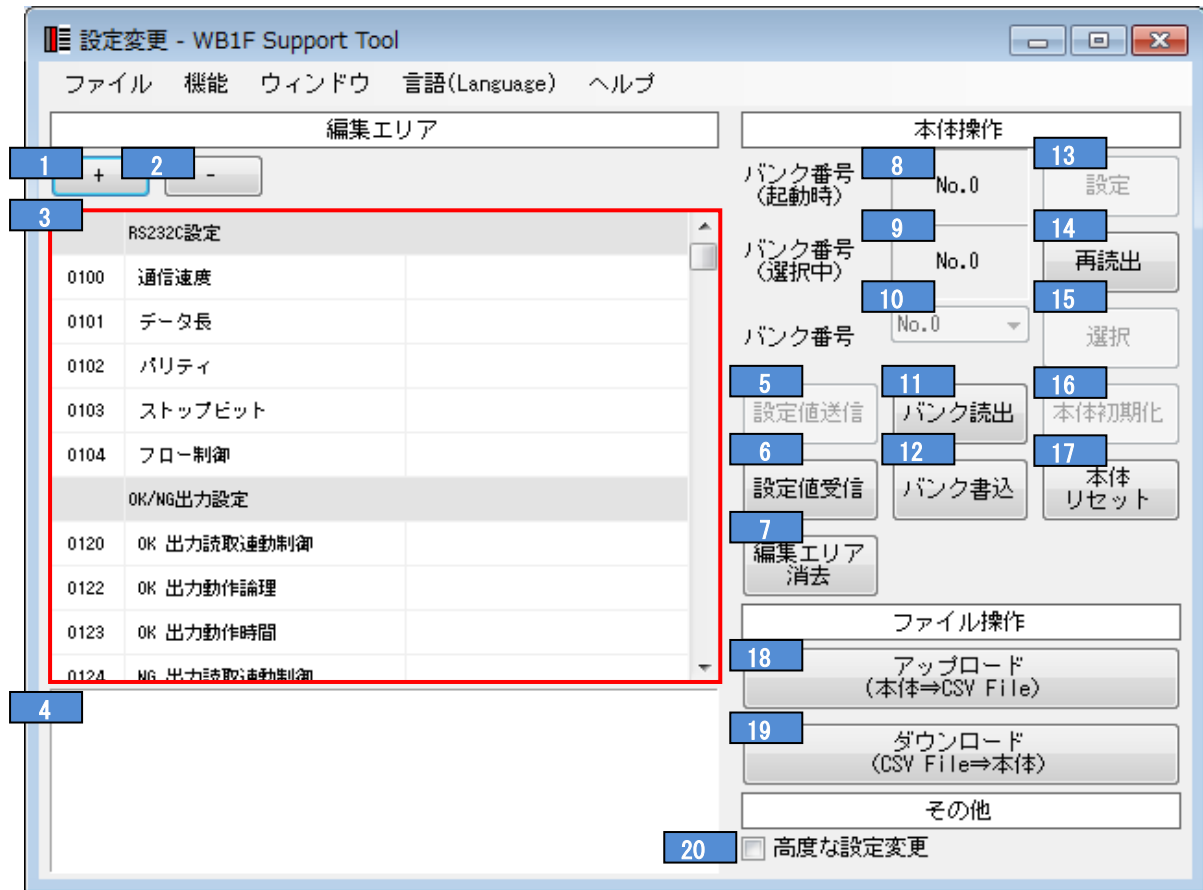 設定変更 - WB1F Support Tool
ファイル 機能 ウィンドウ 言語(Language) ヘルプ
編集エリア
1
+
2
-
3
RS232C設定
0100 通信速度
0101 データ長
0102 パリティ
0103 ストップビット
0104 フロー制御
OK/NG出力設定
0120 OK 出力読取連動制御
0122 OK 出力動作論理
0123 OK 出力動作時間
0124 NG 出力読取連動制御
4
本体操作
バンク番号
(起動時)
8
No.0
13
設定
バンク番号
(選択中)
9
No.0
14
再読出
バンク番号
10
No.0
15
選択
5
設定値送信
11
バンク読出
16
本体初期化
6
設定値受信
12
バンク書込
17
本体
リセット
7
編集エリア
消去
ファイル操作
18
アップロード
(本体⇒CSV File)
19
ダウンロード
(CSV File⇒本体)
その他
20
高度な設定変更